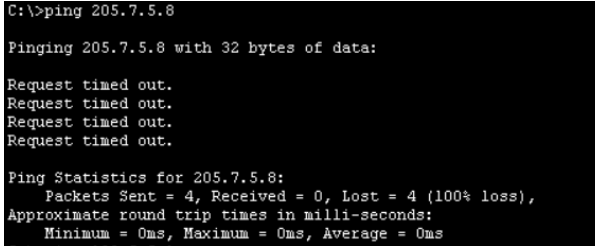 C:\>ping 205.7.5.8
Pinging 205.7.5.8 with 32 bytes of data:
Request timed out.
Request timed out.
Request timed out.
Request timed out.
Ping Statistics for 205.7.5.8:
Packets Sent = 4, Received = 0, Lost = 4 (100% loss),
Approximate round trip times in milli-seconds:
Minimum = 0ms, Maximum = 0ms, Average = 0ms